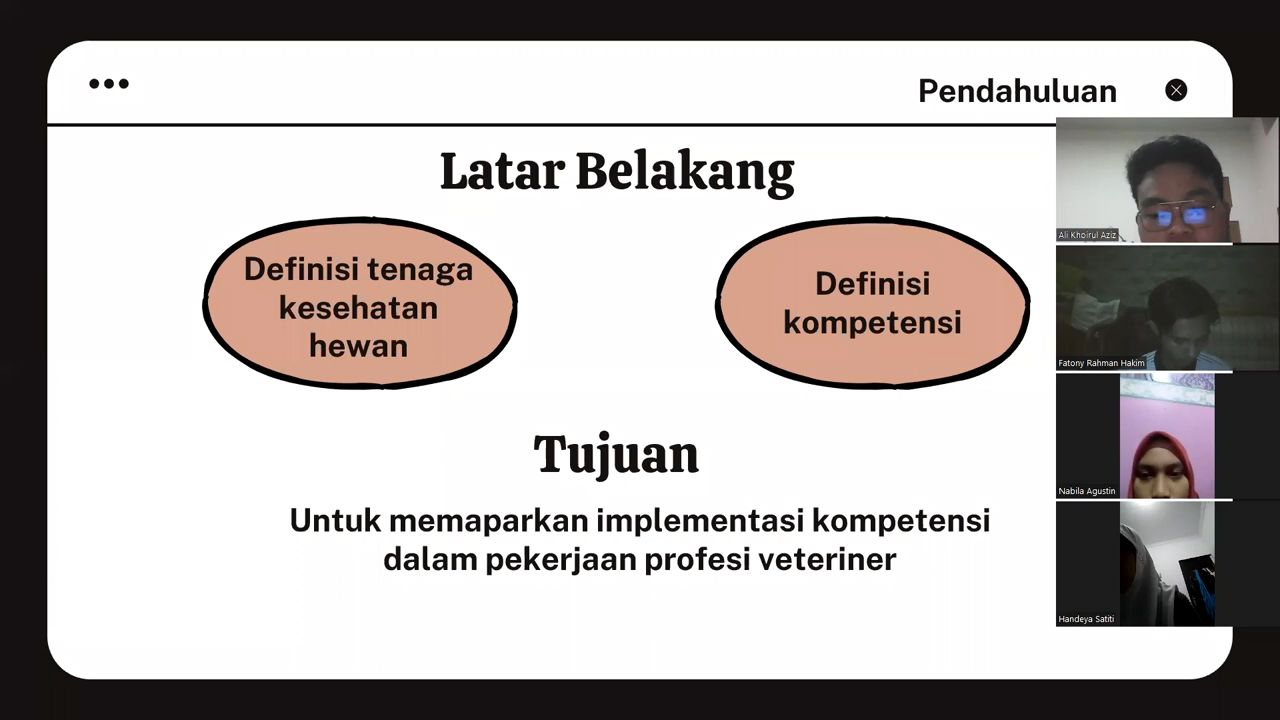 Pendahuluan
Latar Belakang
Definisi tenaga
kesehatan
hewan
Definisi
kompetensi
Tujuan
Untuk memaparkan implementasi kompetensi
dalam pekerjaan profesi veteriner
Ali Khoirul Aziz
Fatony Rahman Hakim
Nabila Agustin
Handeya Satiti